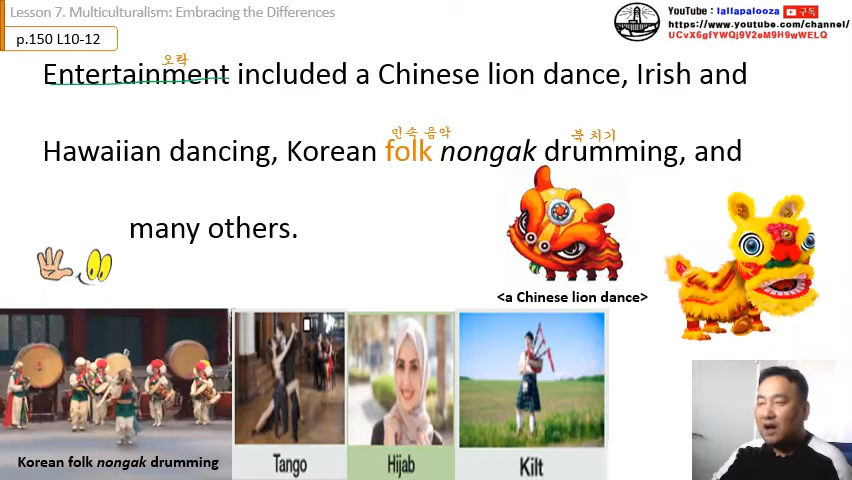 Lesson 7. Multiculturalism: Embracing the Differences
YouTube : lallapalooza 구독
https://www.youtube.com/channel/
UCvX6gfYWQj9V2eM9H9wWELQ
p.150 L10-12
오락
Entertainment included a Chinese lion dance, Irish and
민속 음악 북 치기
Hawaiian dancing, Korean folk nongak drumming, and
many others.
<a Chinese lion dance>
Korean folk nongak drumming
Tango
Hijab
Kilt